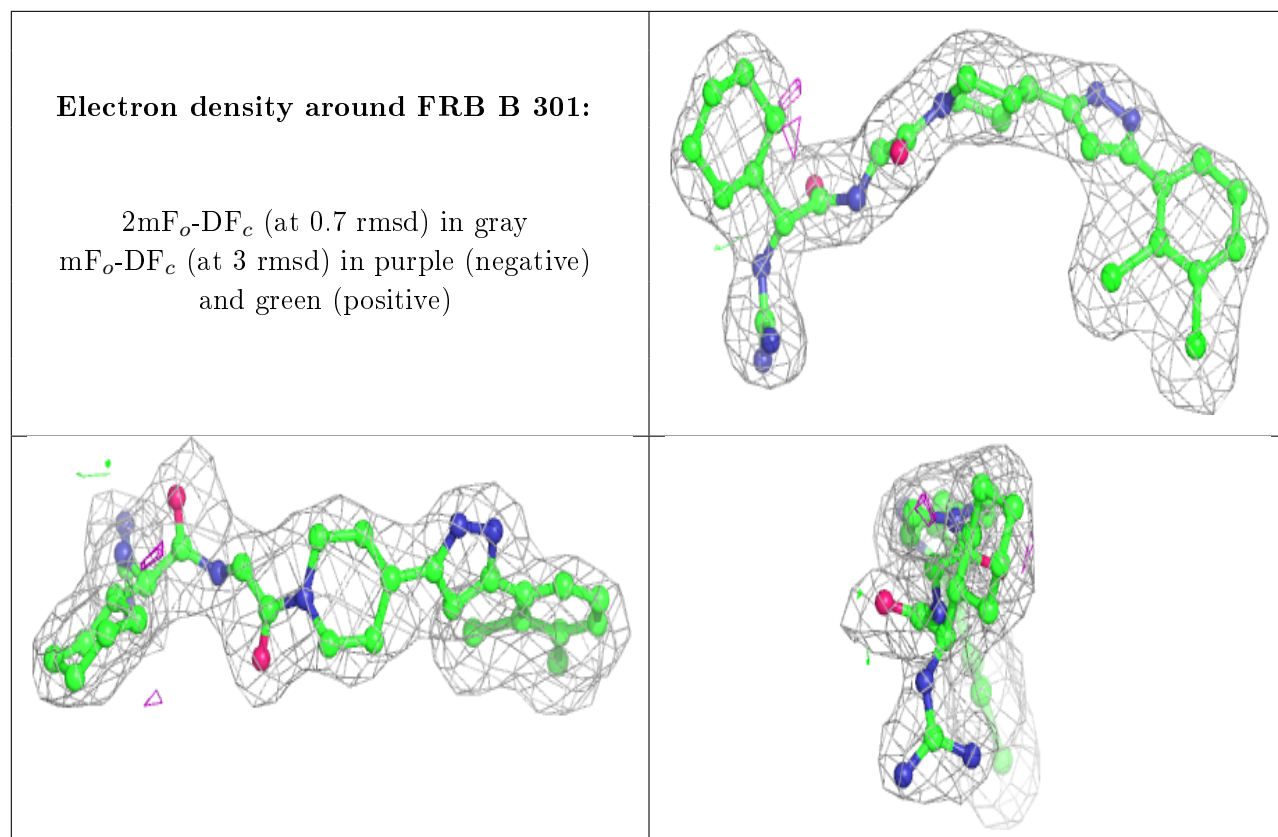 Electron density around FRB B 301:
2mFo-DFc (at 0.7 rmsd) in gray
mFo-DFc (at 3 rmsd) in purple (negative)
and green (positive)